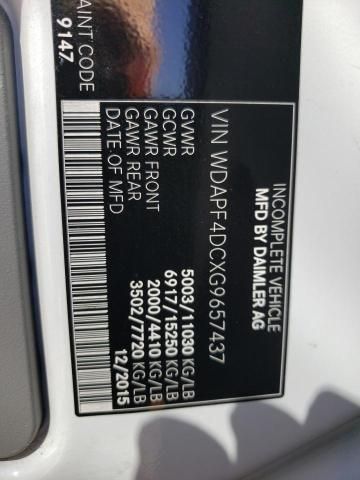 INCOMPLETE VEHICLE
MFD BY DAIMLER AG
VIN WDAPF4DCXG9657437
GVWR 5003/11030 KG/LB
GCWR 6917/15250 KG/LB
GAWR FRONT 2000/4410 KG/LB
GAWR REAR 3502/7720 KG/LB
DATE OF MFD 12/2015
AINT CODE
9147